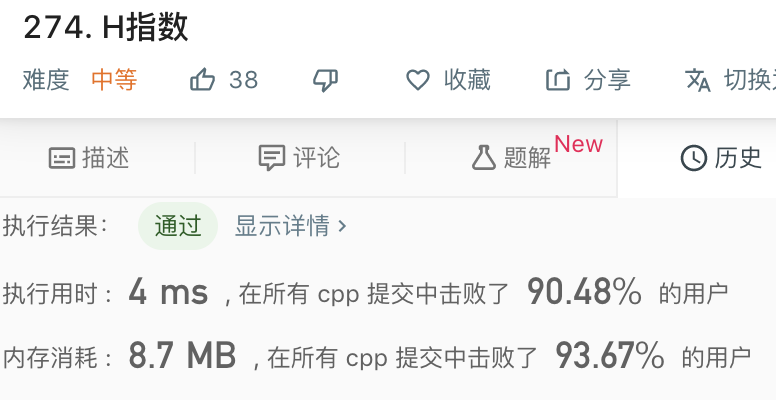 274. H指数
难度 中等 38 收藏 分享 切换
描述 评论 题解 New 历史
执行结果： 通过 显示详情 >
执行用时 : 4 ms , 在所有 cpp 提交中击败了 90.48% 的用户
内存消耗 : 8.7 MB , 在所有 cpp 提交中击败了 93.67% 的用户